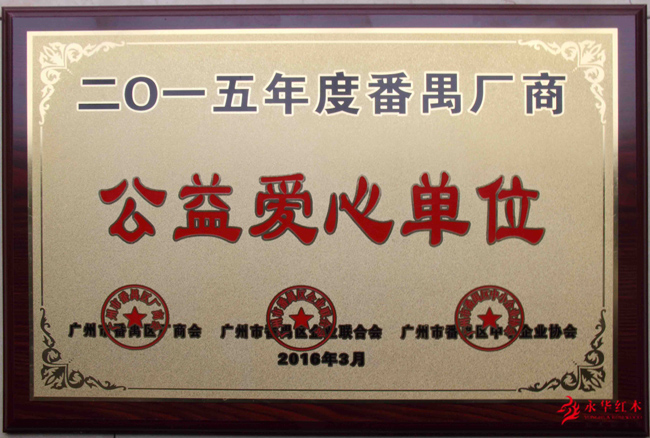 二〇一五年度番禺厂商
公益爱心单位
广州市番禺区厂商会 广州市番禺区企业联合会 广州市番禺区中小企业协会
2016年3月
永华红木